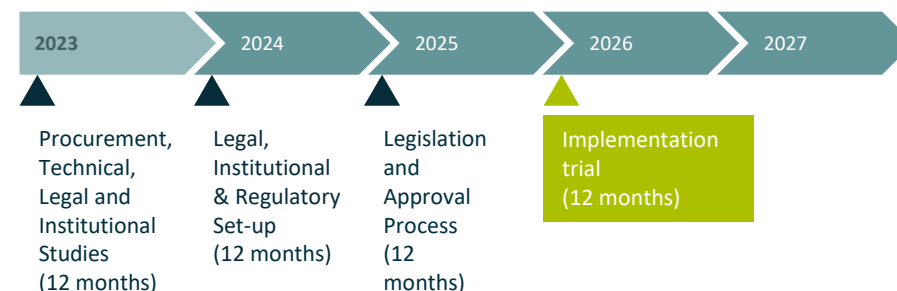 2023
2024
2025
2026
2027
Procurement,
Technical,
Legal and
Institutional
Studies
(12 months)
Legal,
Institutional
& Regulatory
Set-up
(12 months)
Legislation
and
Approval
Process
(12
months)
Implementation
trial
(12 months)